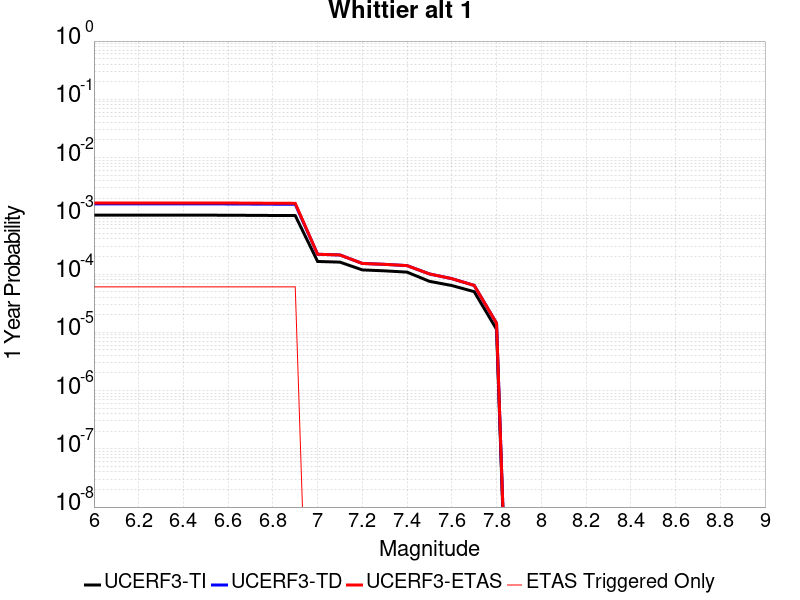 Whittier alt 1
10^0
10^-1
10^-2
10^-3
10^-4
10^-5
10^-6
10^-7
10^-8
1 Year Probability
6 6.2 6.4 6.6 6.8 7 7.2 7.4 7.6 7.8 8 8.2 8.4 8.6 8.8 9
Magnitude
UCERF3-TI UCERF3-TD UCERF3-ETAS ETAS Triggered Only